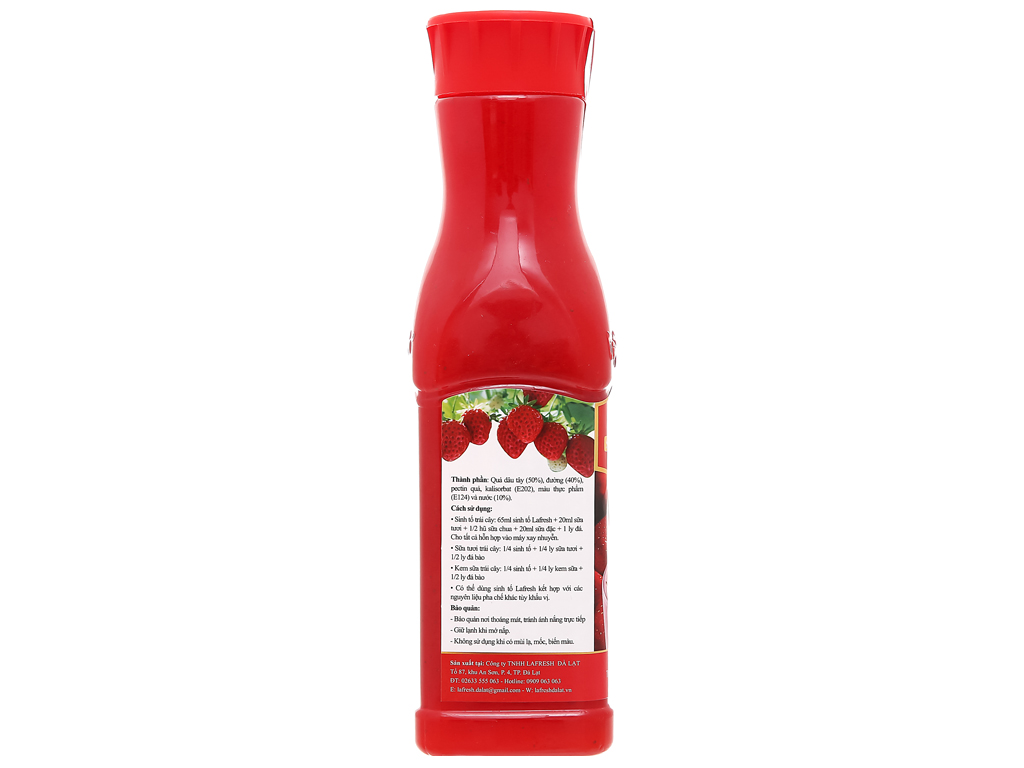 Thành phần: Quả dâu tây (50%), đường (40%),
pectin quả, kalisorbat (E202), màu thực phẩm
(E124) và nước (10%).
Cách sử dụng:
• Sinh tố trái cây: 65ml sinh tố Lafresh + 20ml sữa
tươi + 1/2 hũ sữa chua + 20ml sữa đặc + 1 ly đá.
Cho tất cả hỗn hợp vào máy xay nhuyễn.
• Sữa tươi trái cây: 1/4 sinh tố + 1/4 ly sữa tươi +
1/2 ly đá bào
• Kem sữa trái cây: 1/4 sinh tố + 1/4 ly kem sữa +
1/2 ly đá bào
• Có thể dùng sinh tố Lafresh kết hợp với các
nguyên liệu pha chế khác tùy khẩu vị.
Bảo quản:
- Bảo quản nơi thoáng mát, tránh ánh nắng trực tiếp
- Giữ lạnh khi mở nắp.
- Không sử dụng khi có mùi lạ, mốc, biến màu.
Sản xuất tại: Công ty TNHH LAFRESH ĐÀ LẠT
Tổ 87, khu An Sơn, P. 4, TP. Đà Lạt
ĐT: 02633 555 063 - Hotline: 0909 063 063
E: lafresh.dalat@gmail.com - W: lafreshdalat.vn